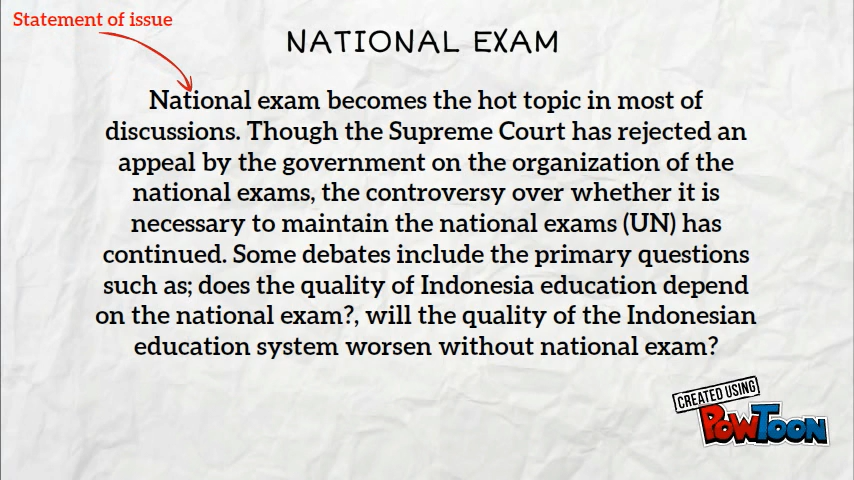 Statement of issue
NATIONAL EXAM
National exam becomes the hot topic in most of
discussions. Though the Supreme Court has rejected an
appeal by the government on the organization of the
national exams, the controversy over whether it is
necessary to maintain the national exams (UN) has
continued. Some debates include the primary questions
such as; does the quality of Indonesia education depend
on the national exam?, will the quality of the Indonesian
education system worsen without national exam?
CREATED USING
POWTOON